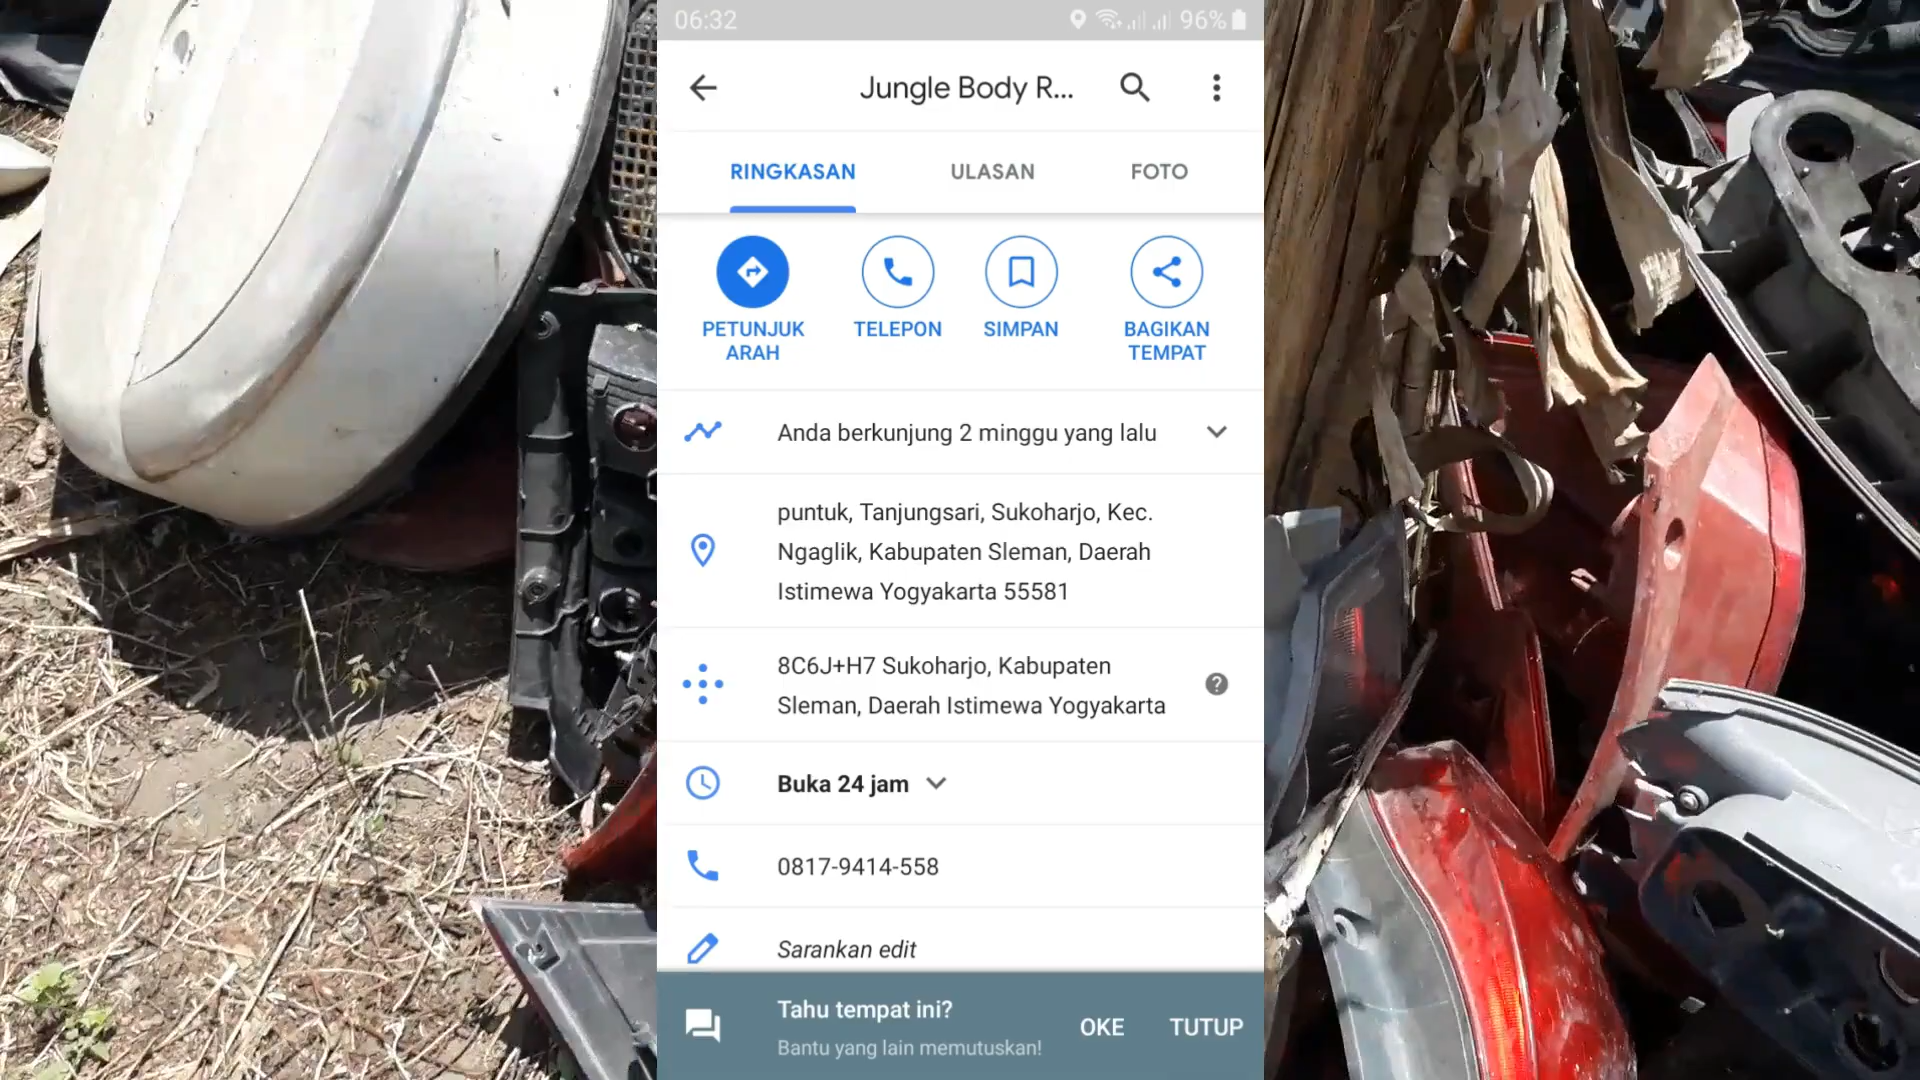 06:32
96%
Jungle Body R...
RINGKASAN
ULASAN
FOTO
PETUNJUK
ARAH
TELEPON
SIMPAN
BAGIKAN
TEMPAT
Anda berkunjung 2 minggu yang lalu
puntuk, Tanjungsari, Sukoharjo, Kec.
Ngaglik, Kabupaten Sleman, Daerah
Istimewa Yogyakarta 55581
8C6J+H7 Sukoharjo, Kabupaten
Sleman, Daerah Istimewa Yogyakarta
Buka 24 jam
0817-9414-558
Sarankan edit
Tahu tempat ini?
Bantu yang lain memutuskan!
OKE
TUTUP